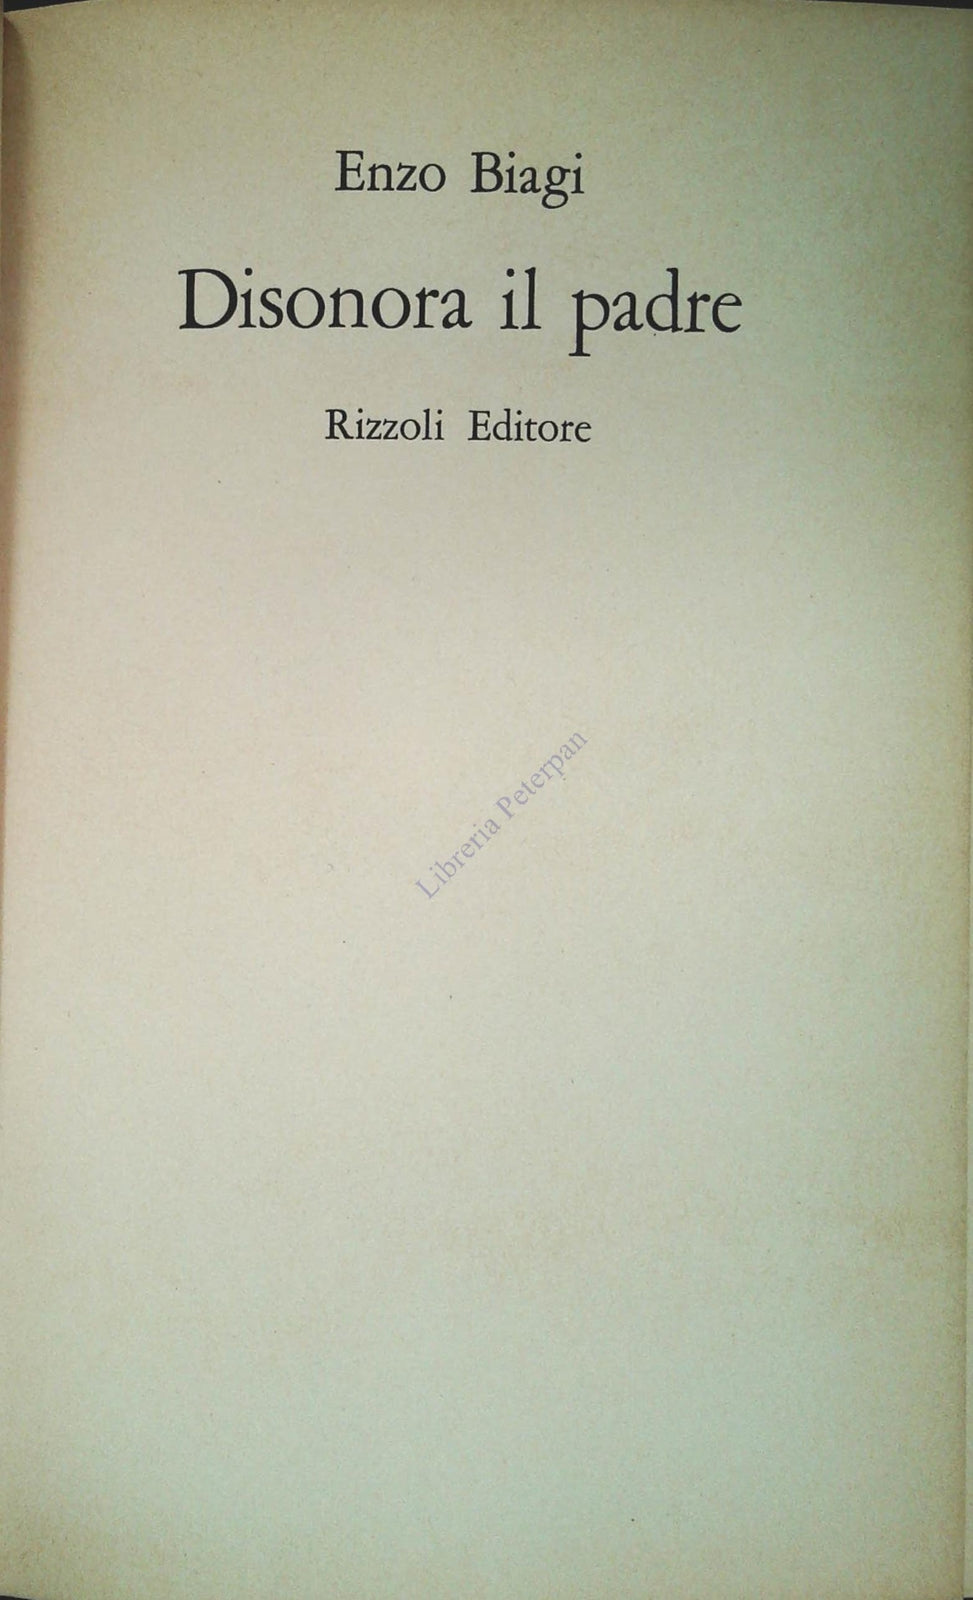 Enzo Biagi
Disonora il padre
Rizzoli Editore
Libreria Peterpan